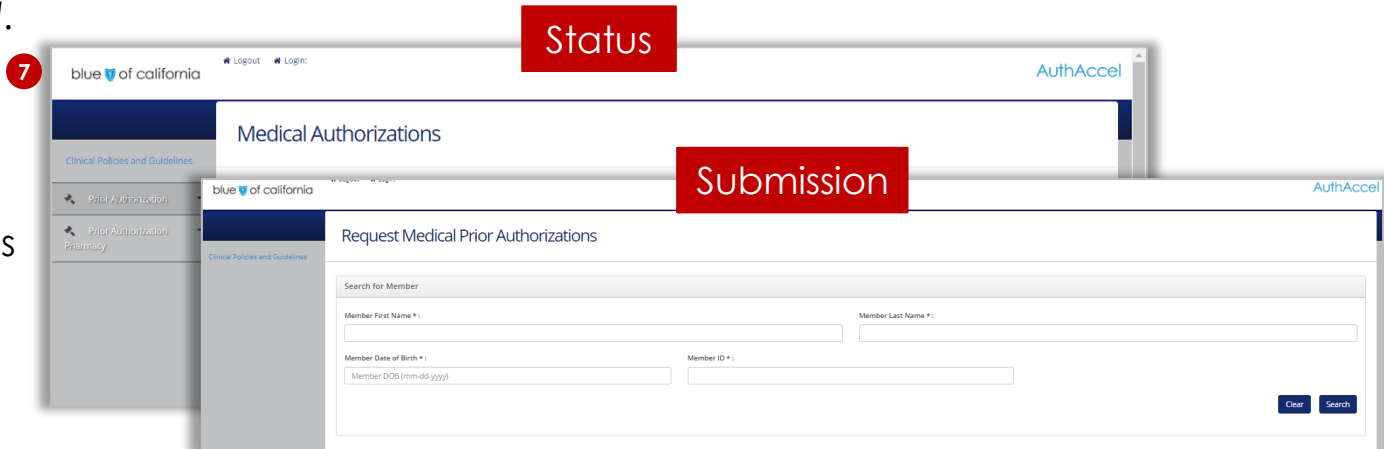 Status
7
blue of california
Logout Login:
AuthAccel
Medical Authorizations
Clinical Policies and Guidelines
Prior Authorization
Prior Authorization
Pharmacy
s
Submission
blue of california
AuthAccel
Request Medical Prior Authorizations
Clinical Policies and Guidelines
Search for Member
Member First Name * :
Member Last Name * :
Member Date of Birth * :
Member ID * :
Member DOB (mm-dd-yyyy)
Clear Search